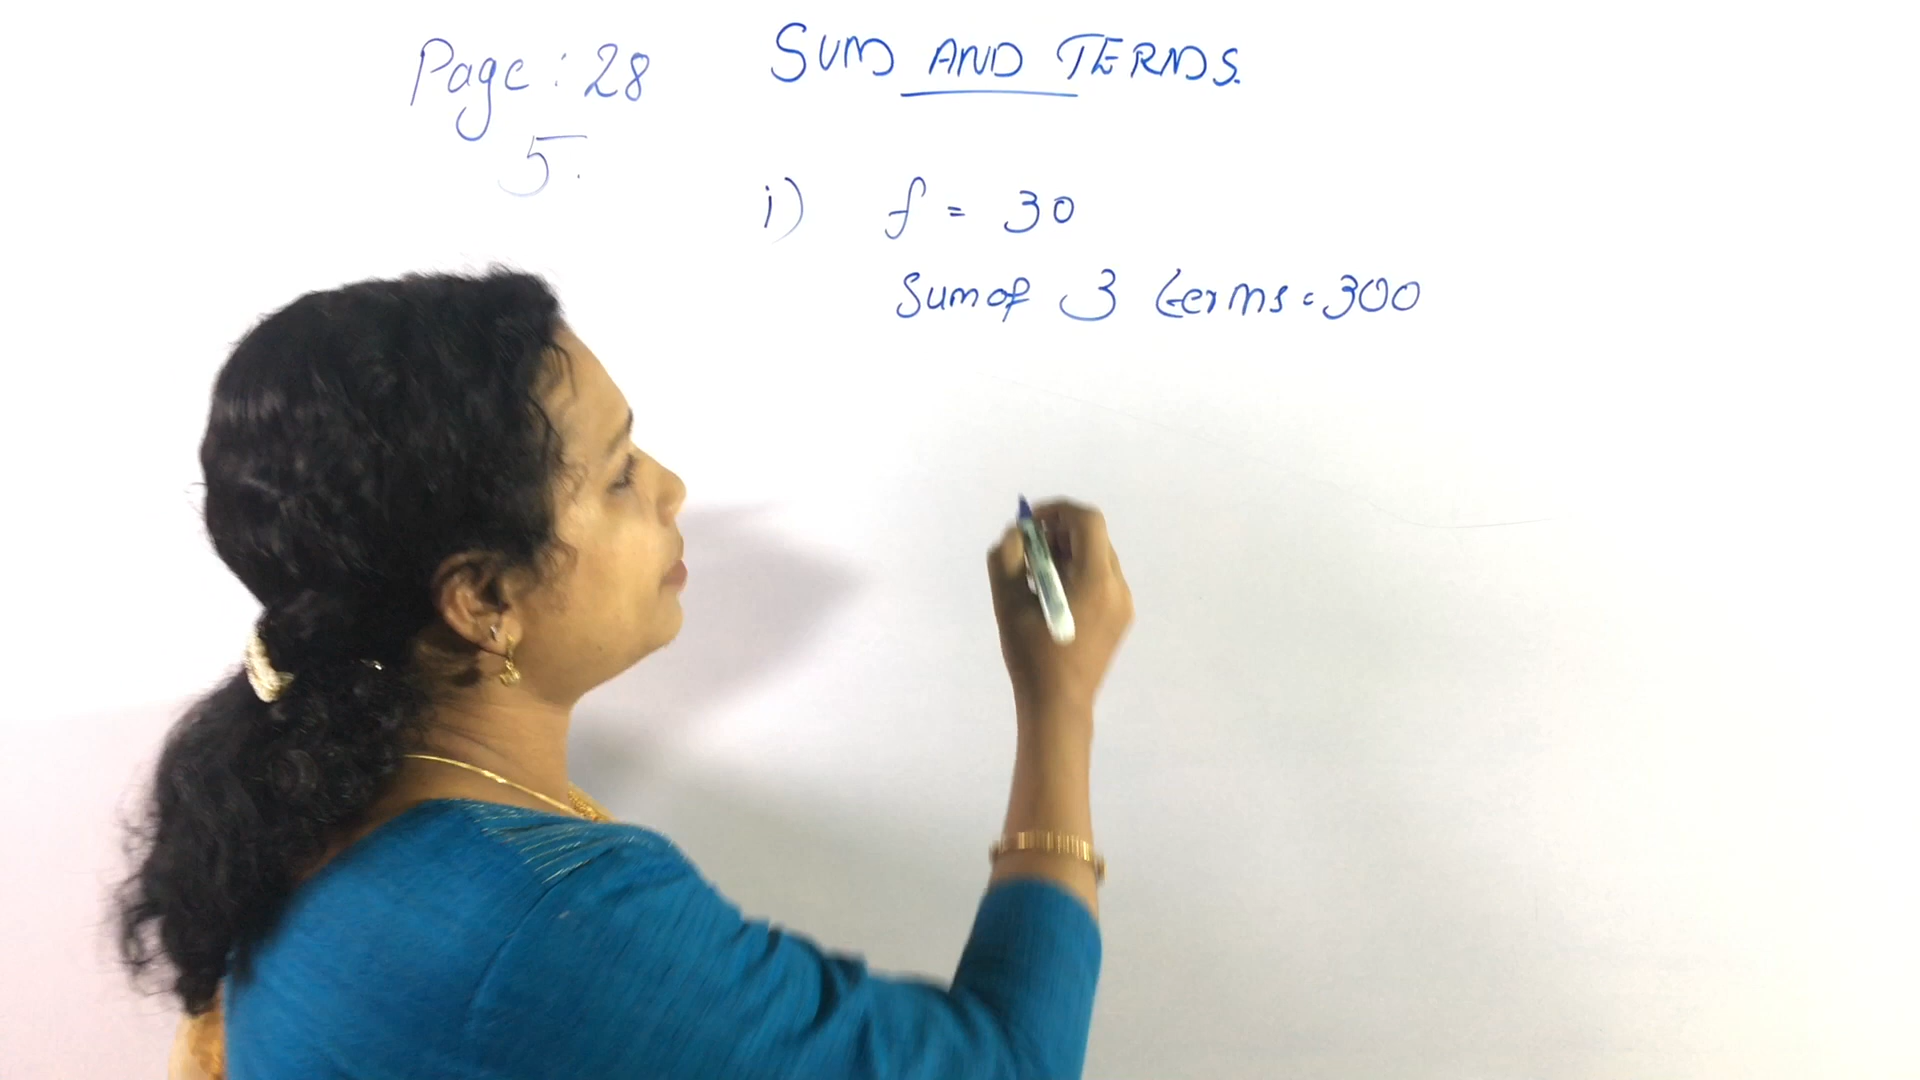 Page: 28
5.
SUM AND TERMS.
i) f = 30
Sum of 3 terms = 300